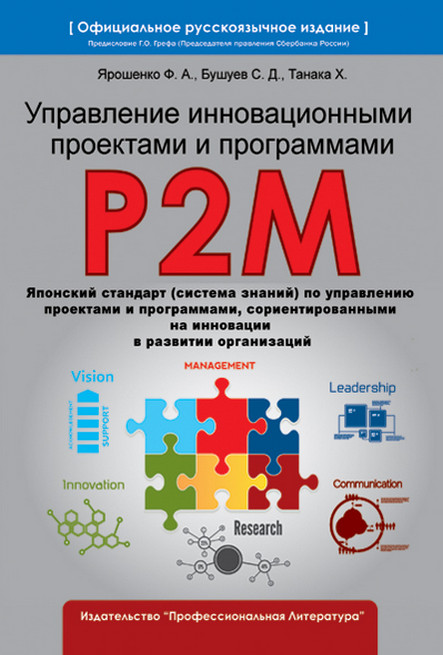 [ Официальное русскоязычное издание ]
Предисловие Г.О. Грефа (Председателя правления Сбербанка России)
Ярошенко Ф. А., Бушуев С. Д., Танака Х.
Управление инновационными
проектами и программами
P2M
Японский стандарт (система знаний) по управлению
проектами и программами, сориентированными
на инновации
в развитии организаций
MANAGEMENT
Vision
SUPPORT
Leadership
Innovation
Communication
Research
Издательство "Профессиональная Литература"